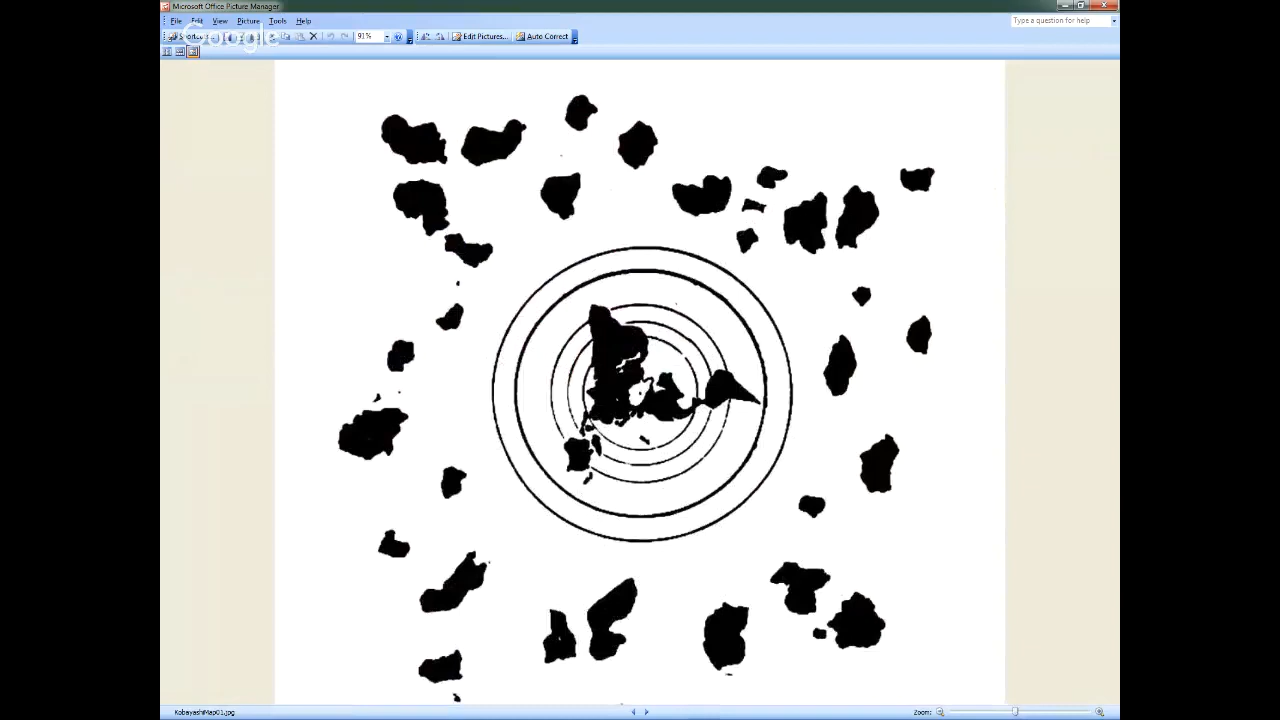 Microsoft Office Picture Manager
File Edit View Picture Tools Help
Type a question for help
Google
91%
Edit Pictures...
Auto Correct
KobayashiMap01.jpg
Zoom: